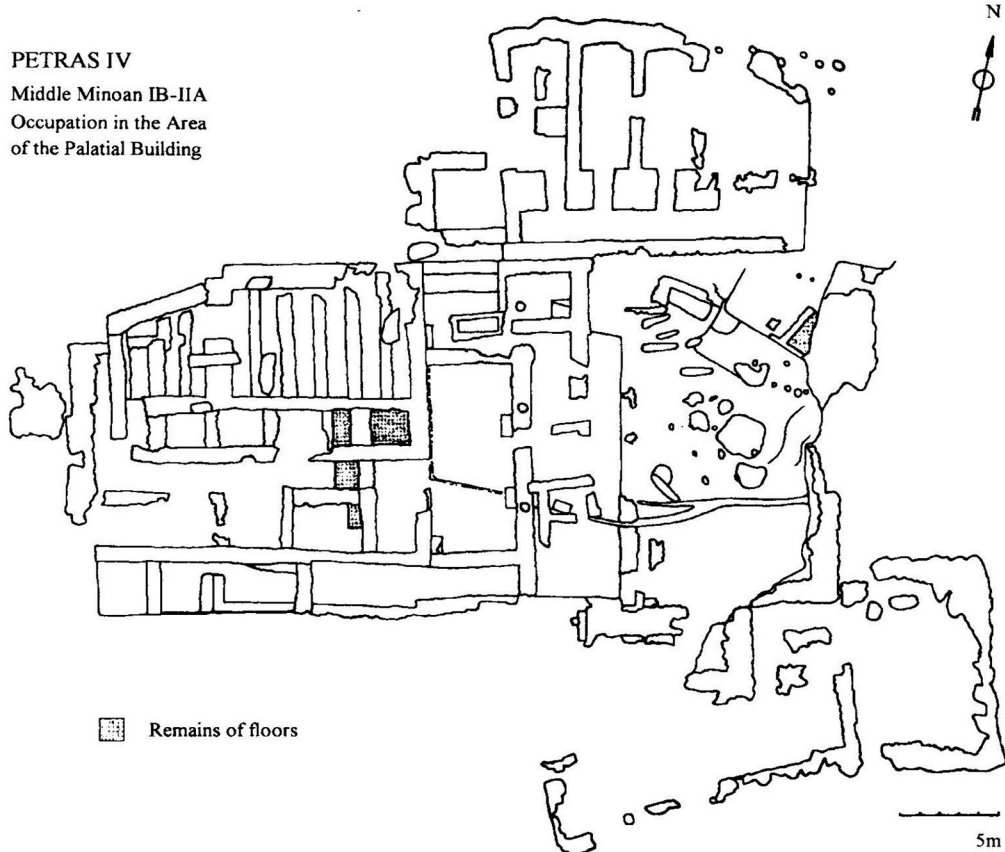 N
PETRAS IV
Middle Minoan IB-IIA
Occupation in the Area
of the Palatial Building
Remains of floors
5m